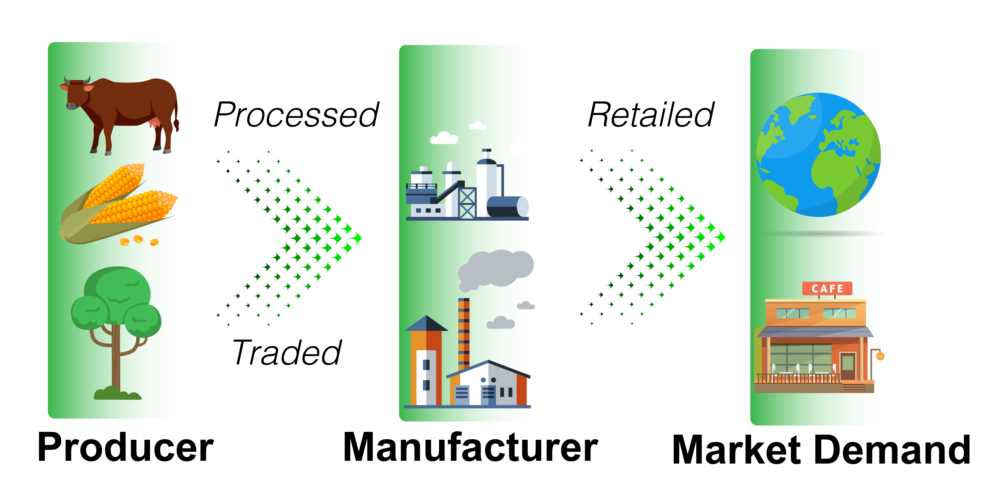 Processed
Traded
Retailed
CAFE
Producer
Manufacturer
Market Demand